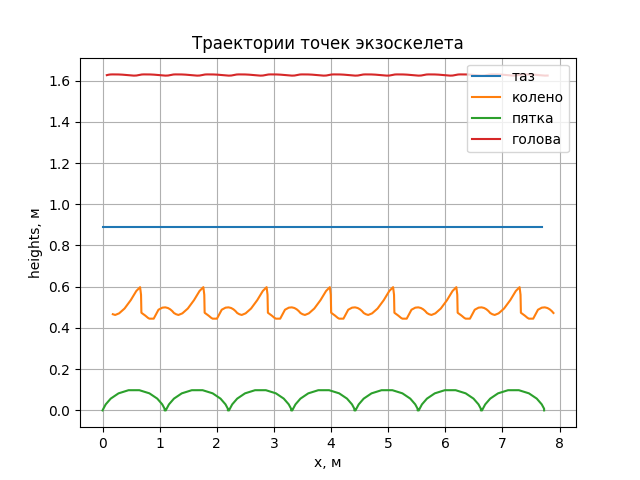 Траектории точек экзоскелета
heights, м
1.6
1.4
1.2
1.0
0.8
0.6
0.4
0.2
0.0
таз
колено
пятка
голова
0 1 2 3 4 5 6 7 8
x, м